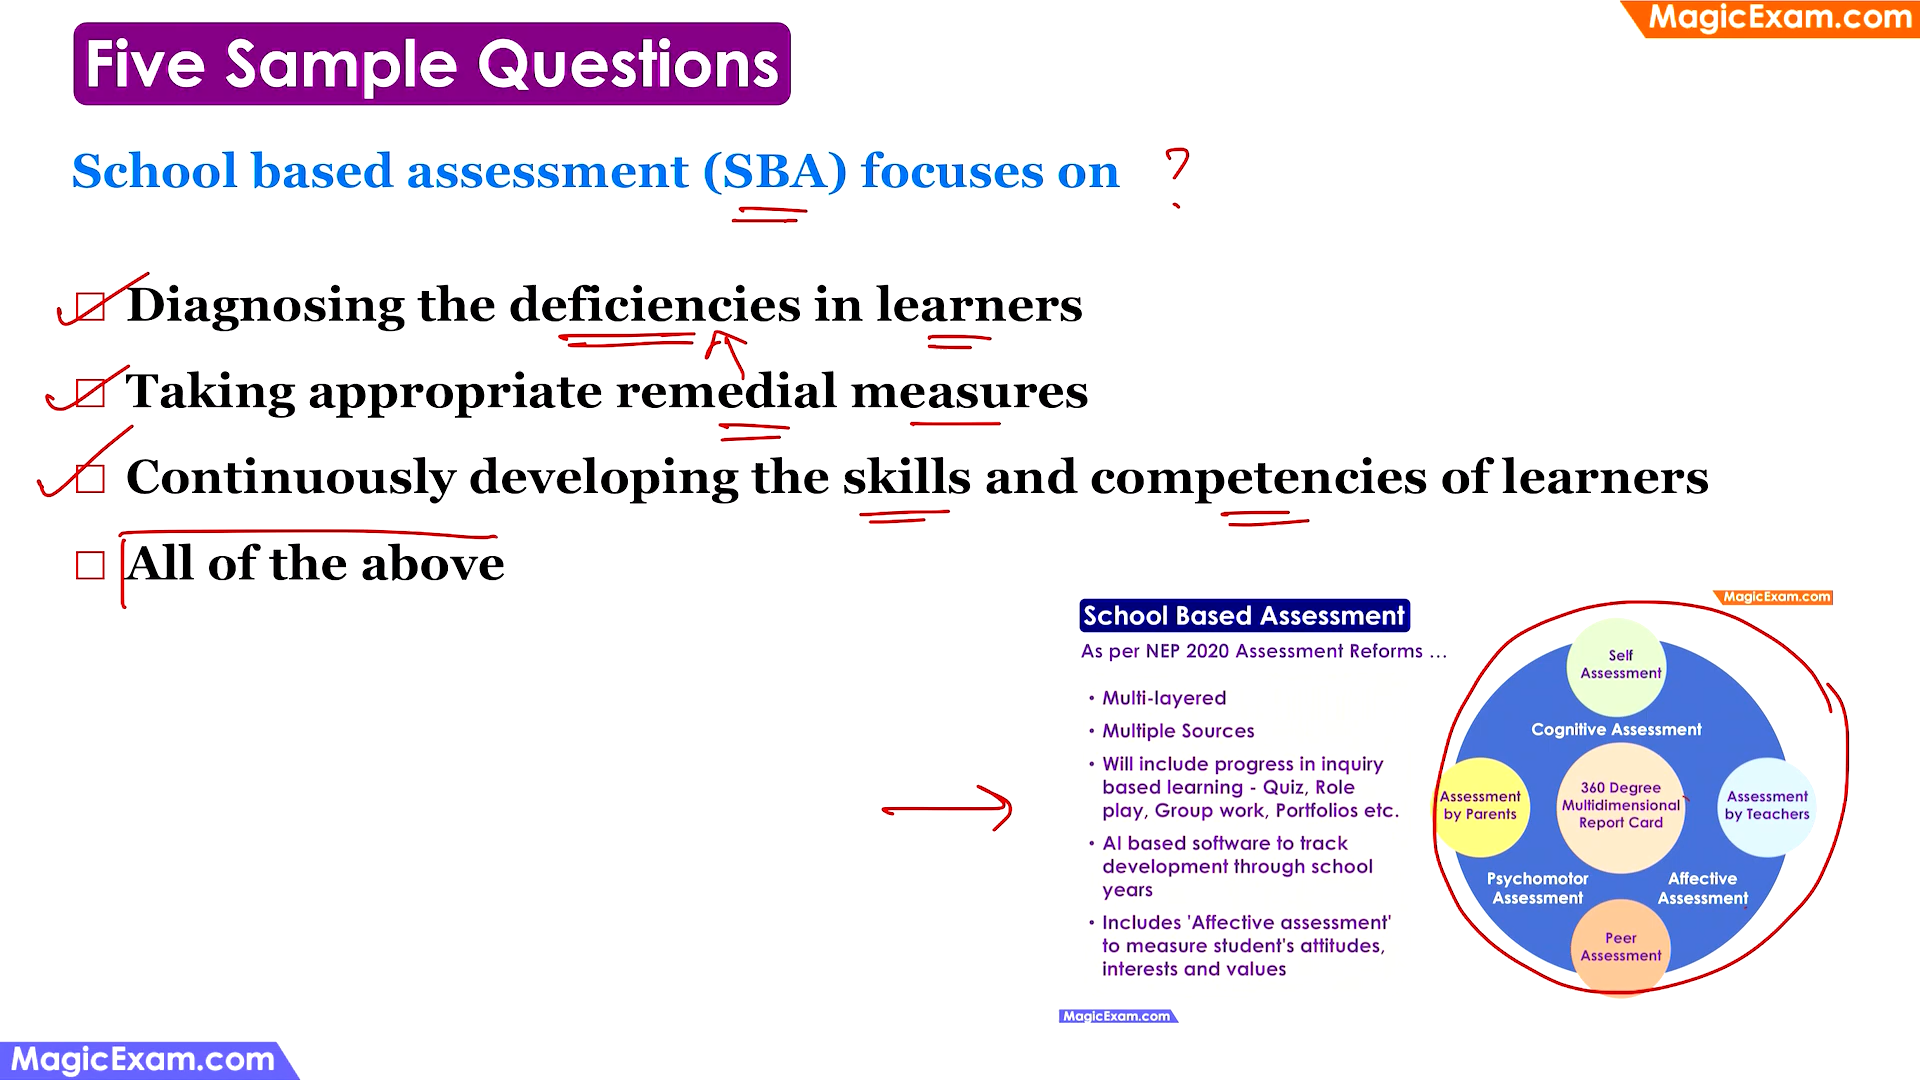 MagicExam.com
Five Sample Questions
School based assessment (SBA) focuses on ?
Diagnosing the deficiencies in learners
Taking appropriate remedial measures
Continuously developing the skills and competencies of learners
All of the above
MagicExam.com
School Based Assessment
As per NEP 2020 Assessment Reforms ...
• Multi-layered
• Multiple Sources
• Will include progress in inquiry
based learning - Quiz, Role
play, Group work, Portfolios etc.
• AI based software to track
development through school
years
• Includes 'Affective assessment'
to measure student's attitudes,
interests and values
Self
Assessment
Cognitive Assessment
Assessment
by Parents
360 Degree
Multidimensional
Report Card
Assessment
by Teachers
Psychomotor
Assessment
Affective
Assessment
Peer
Assessment
MagicExam.com
MagicExam.com